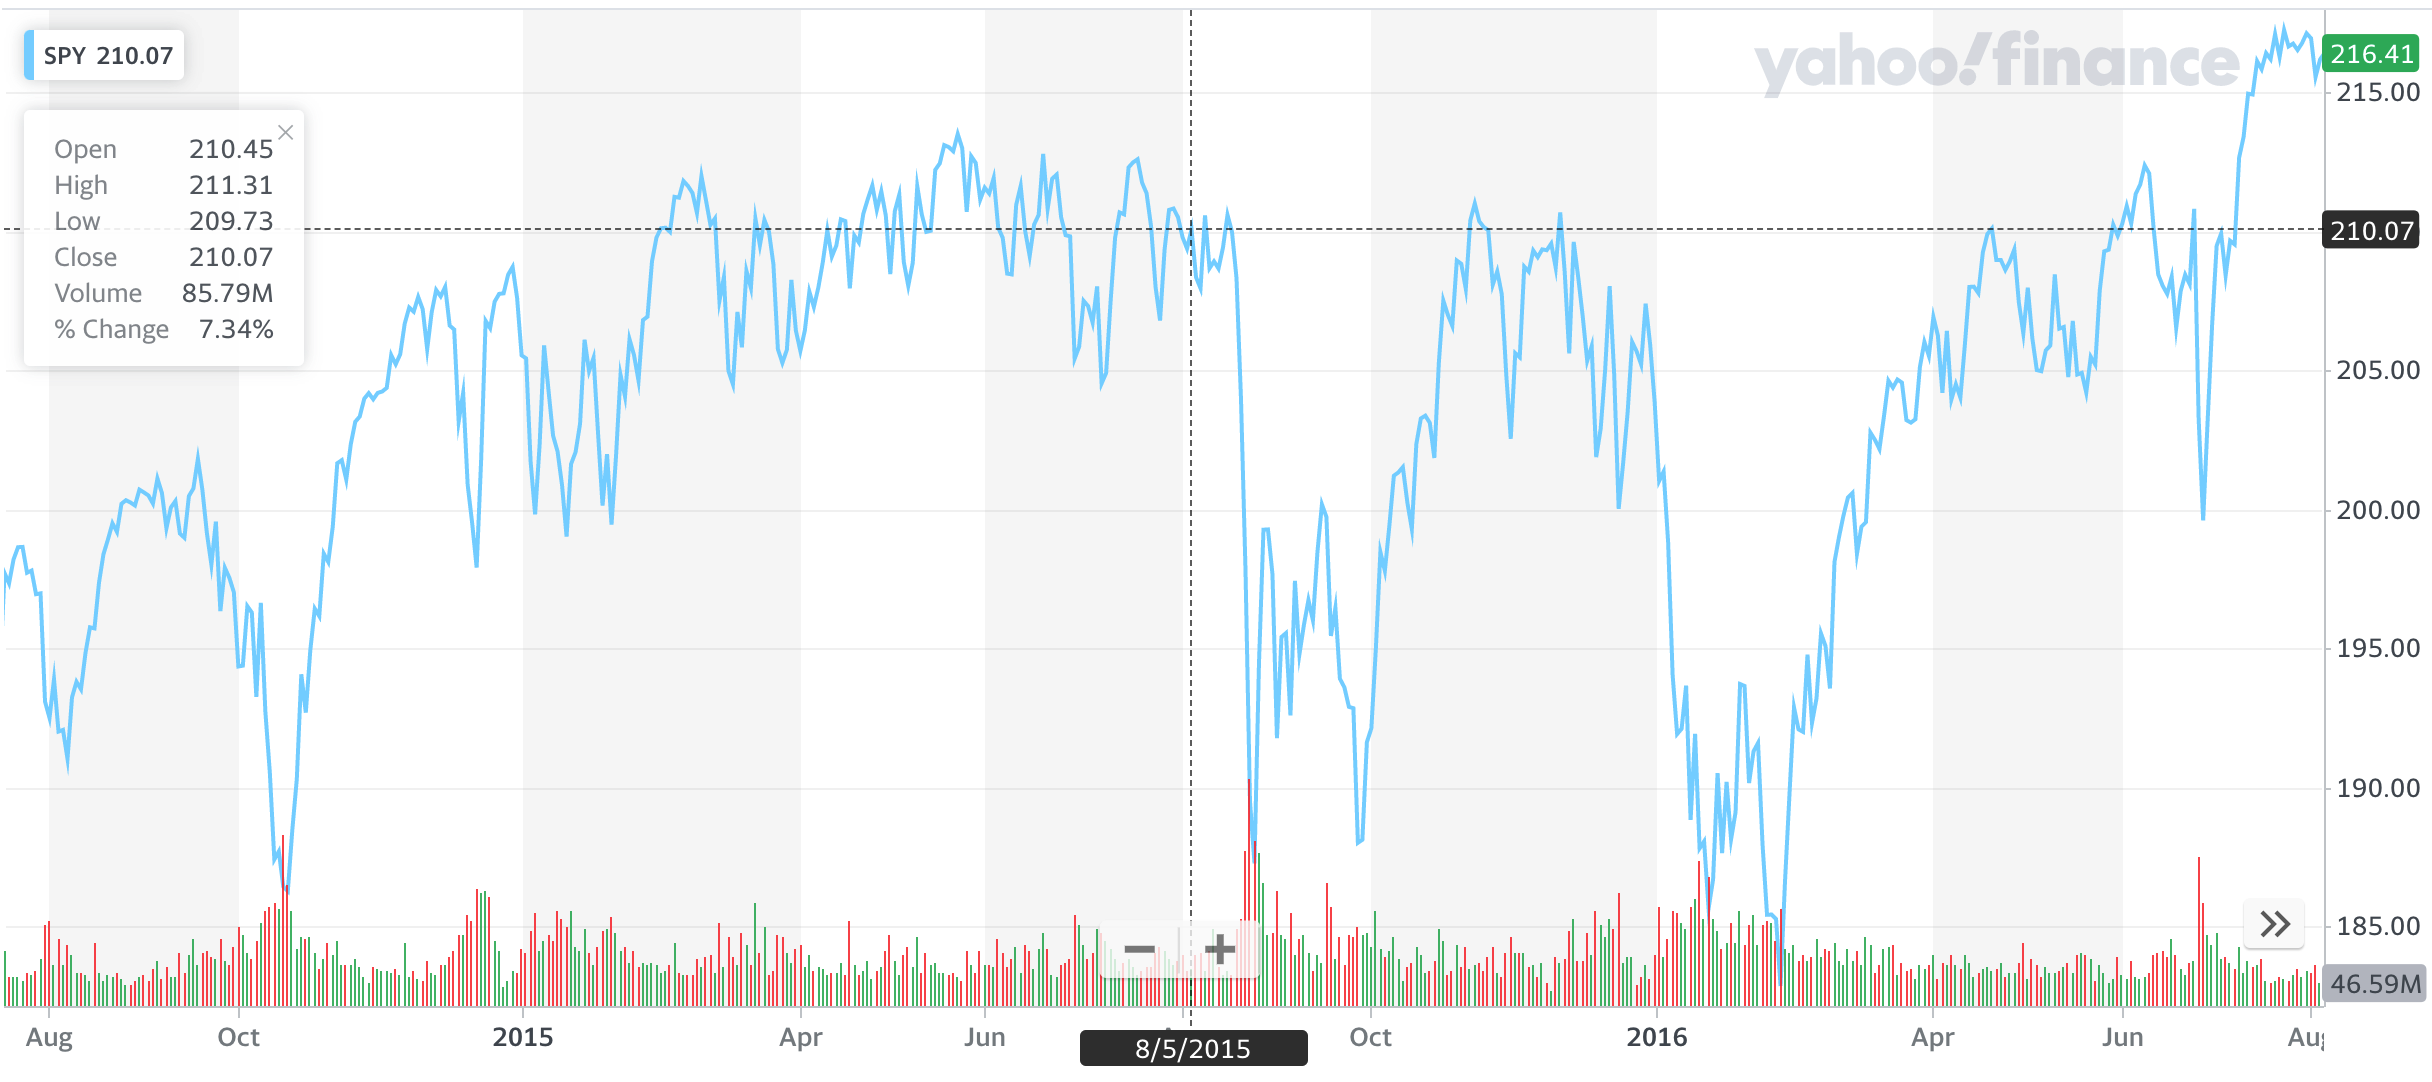 SPY 210.07
yahoo!finance
216.41
215.00
Open 210.45
High 211.31
Low 209.73
Close 210.07
Volume 85.79M
% Change 7.34%
210.07
205.00
200.00
195.00
190.00
185.00
46.59M
Aug Oct 2015 Apr Jun 8/5/2015 Oct 2016 Apr Jun Aug